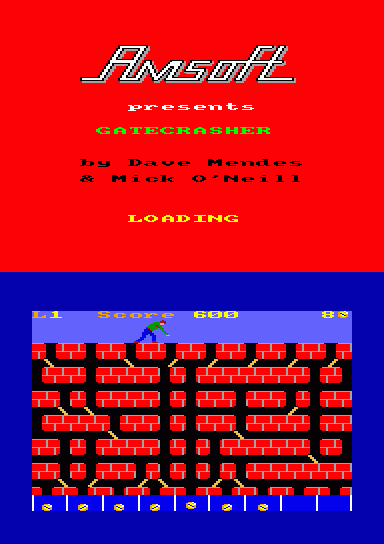 Amsoft
presents
GATECRASHER
by Dave Mendes
& Mick O'Neill
LOADING
L1 Score 600 80